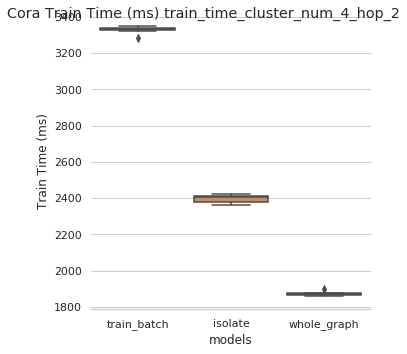 Cora Train Time (ms) train_time_cluster_num_4_hop_2
3400
3200
3000
2800
2600
2400
2200
2000
1800
Train Time (ms)
train_batch
isolate
whole_graph
models